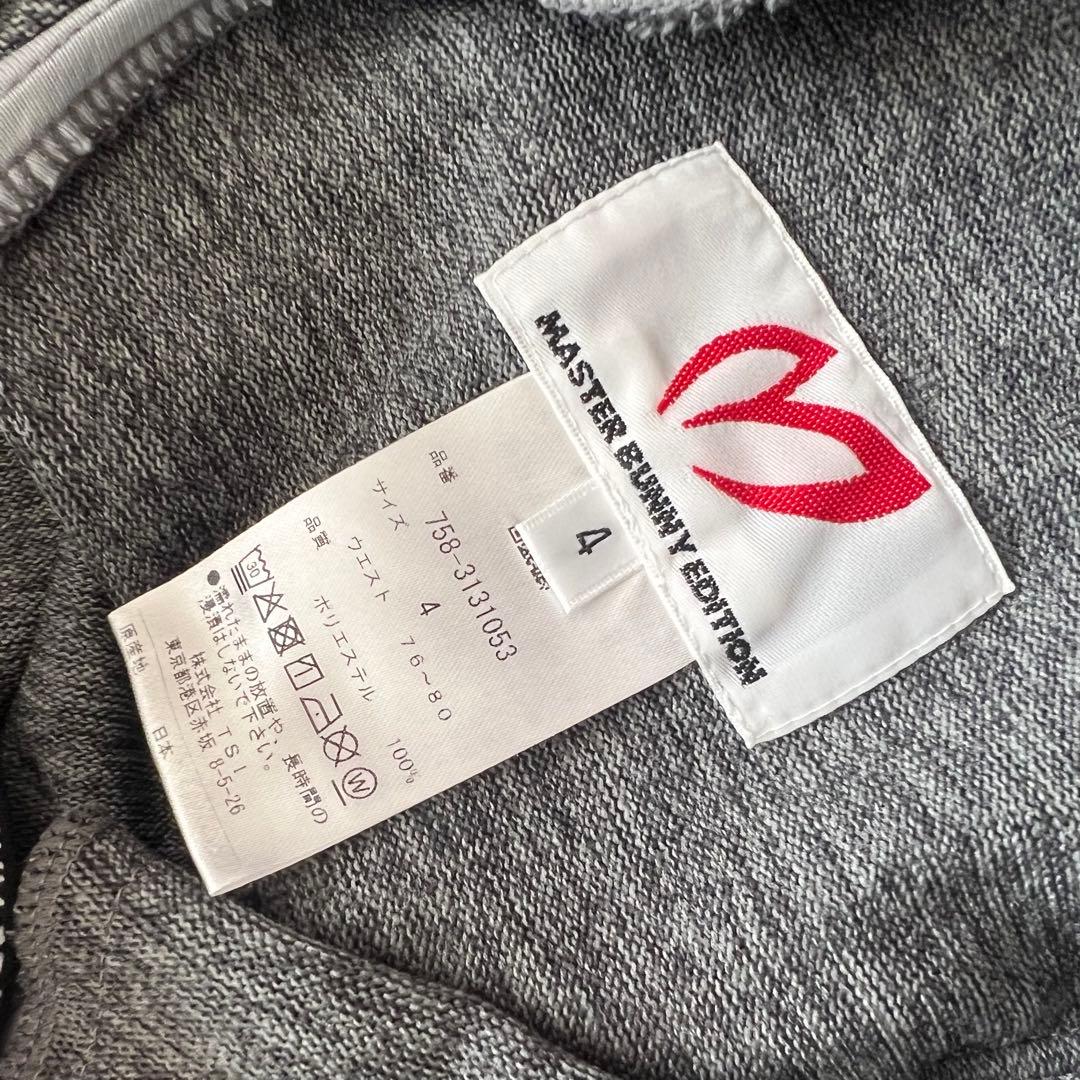 MASTER BUNNY EDITION
4
品番 758-3131053
サイズ 4
ウエスト 76~80
品質 ポリエステル 100%
30
W
●濡れたままの放置や、長時間の
浸漬はしないで下さい。
株式会社 TSI
東京都港区赤坂 8-5-26
原産地 日本